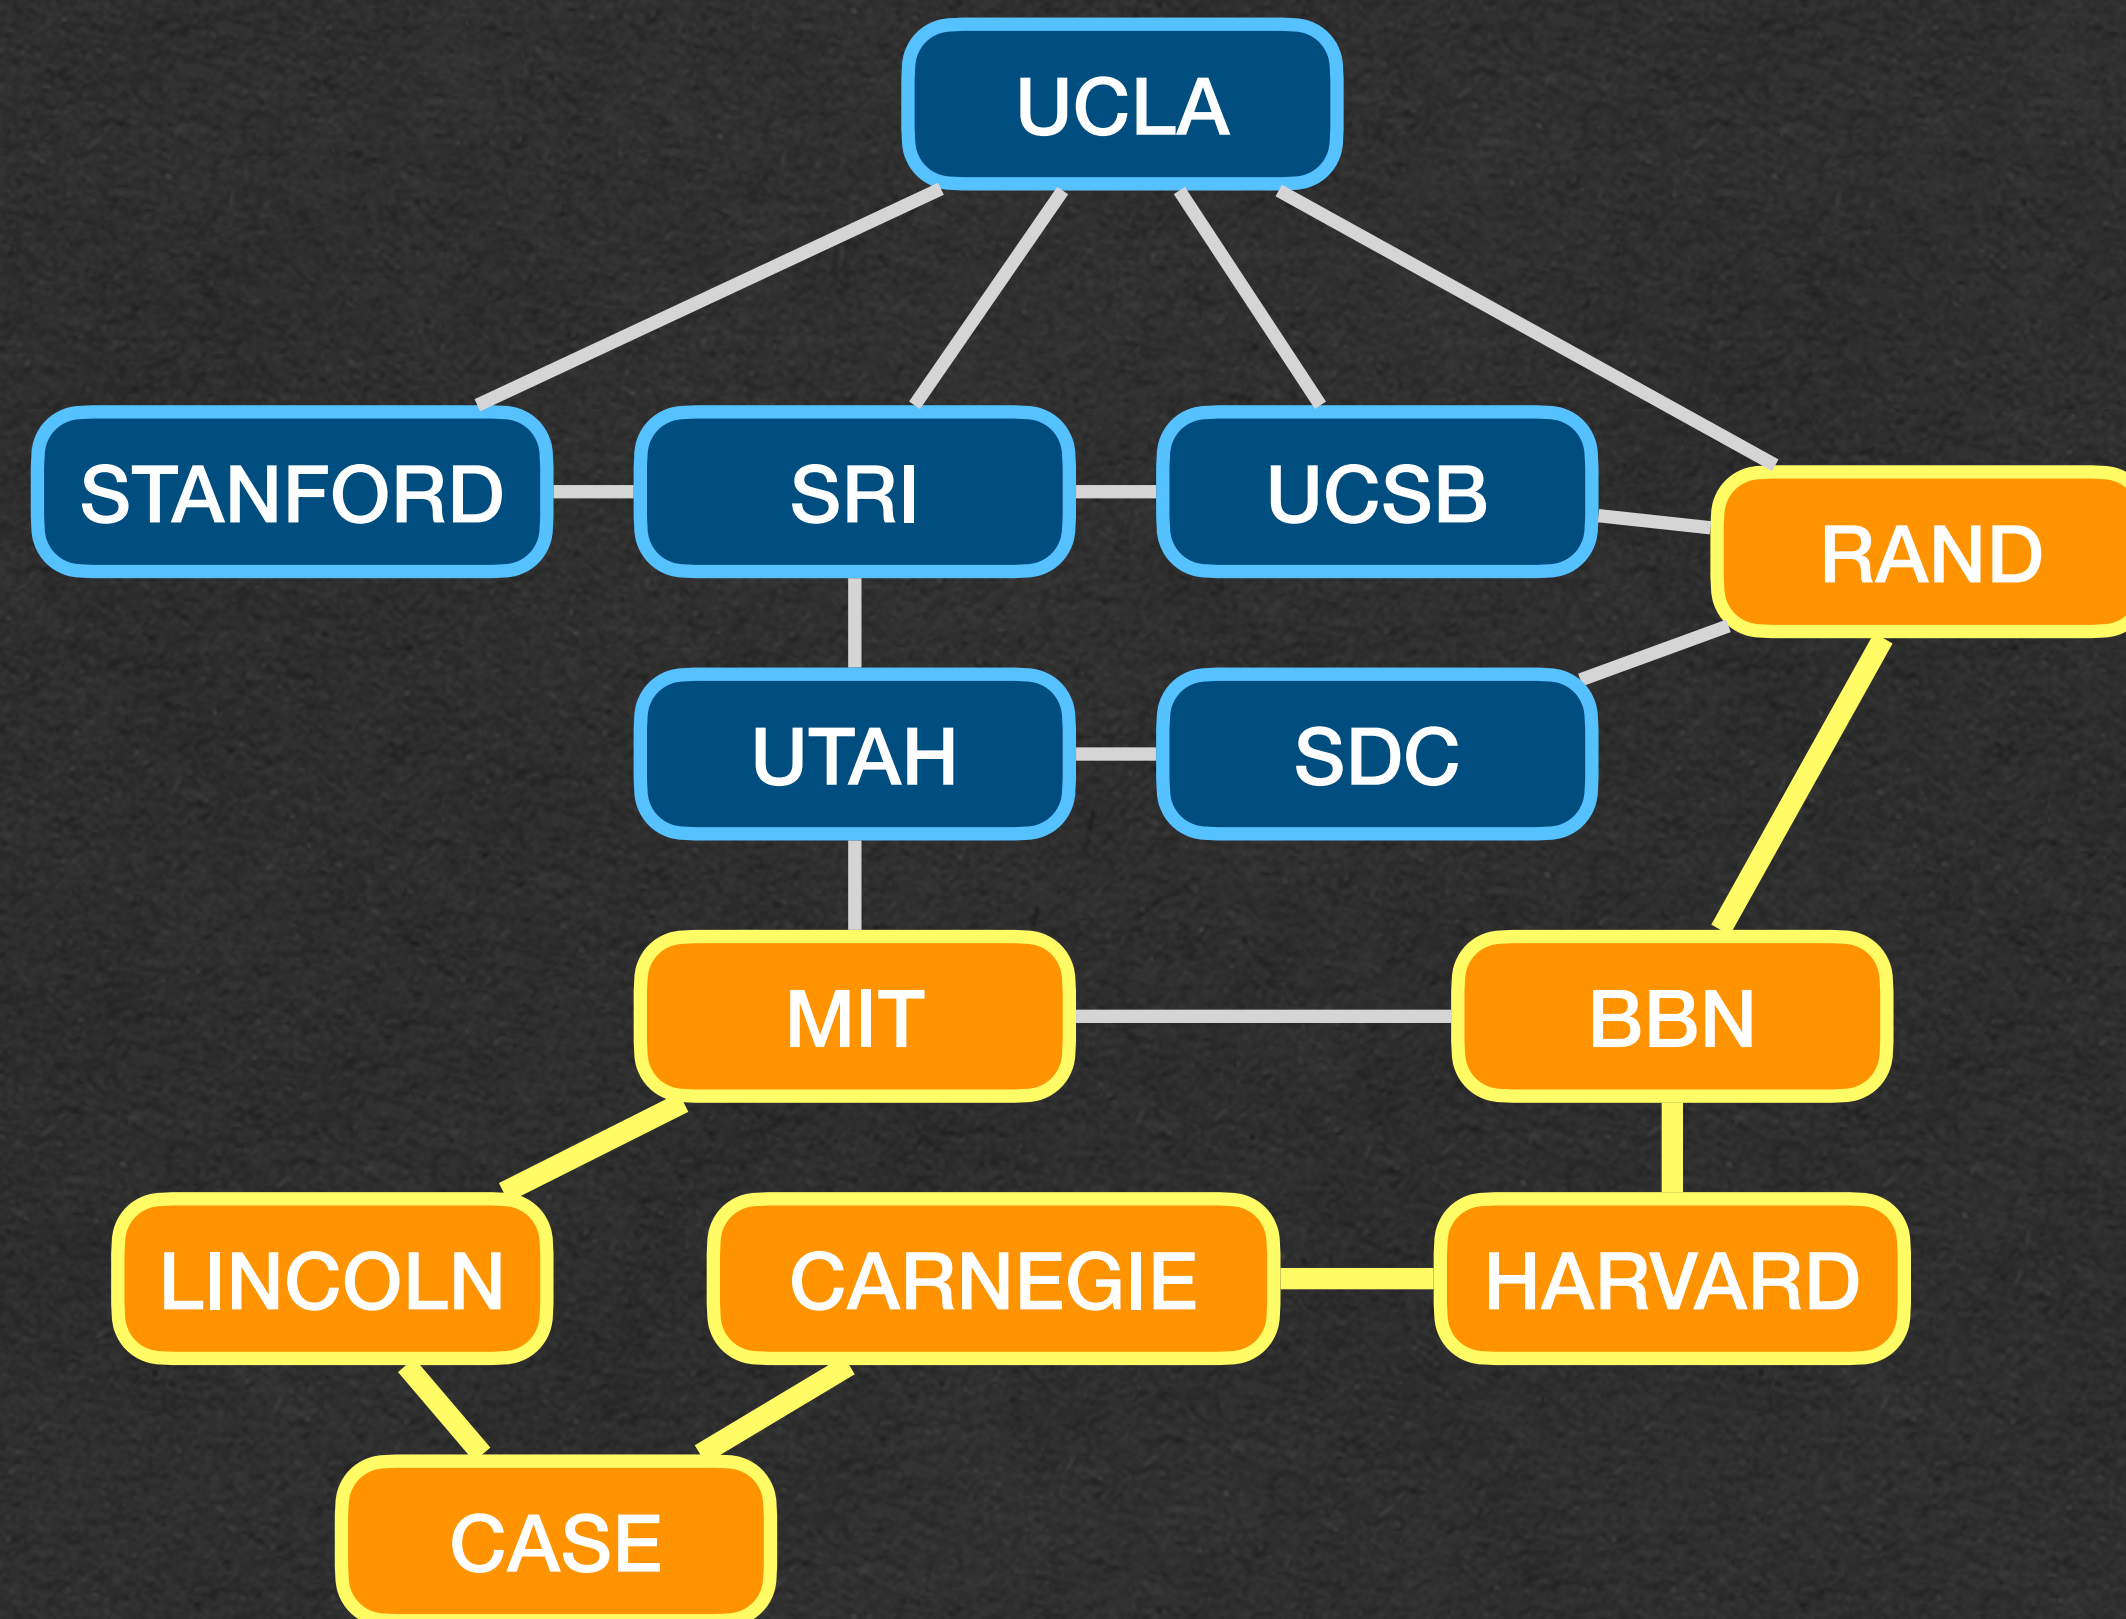 UCLA
STANFORD
SRI
UCSB
RAND
UTAH
SDC
MIT
BBN
LINCOLN
CARNEGIE
HARVARD
CASE